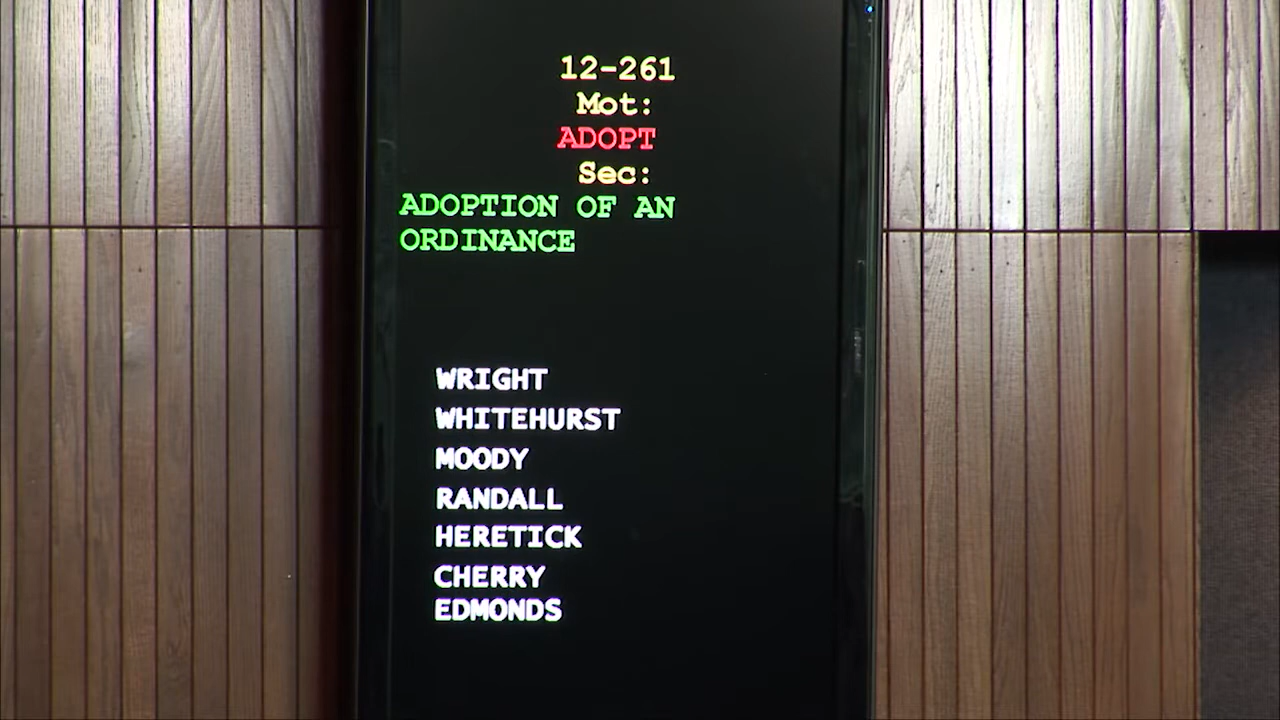 12-261
Mot:
ADOPT
Sec:
ADOPTION OF AN
ORDINANCE
WRIGHT
WHITEHURST
MOODY
RANDALL
HERETICK
CHERRY
EDMONDS